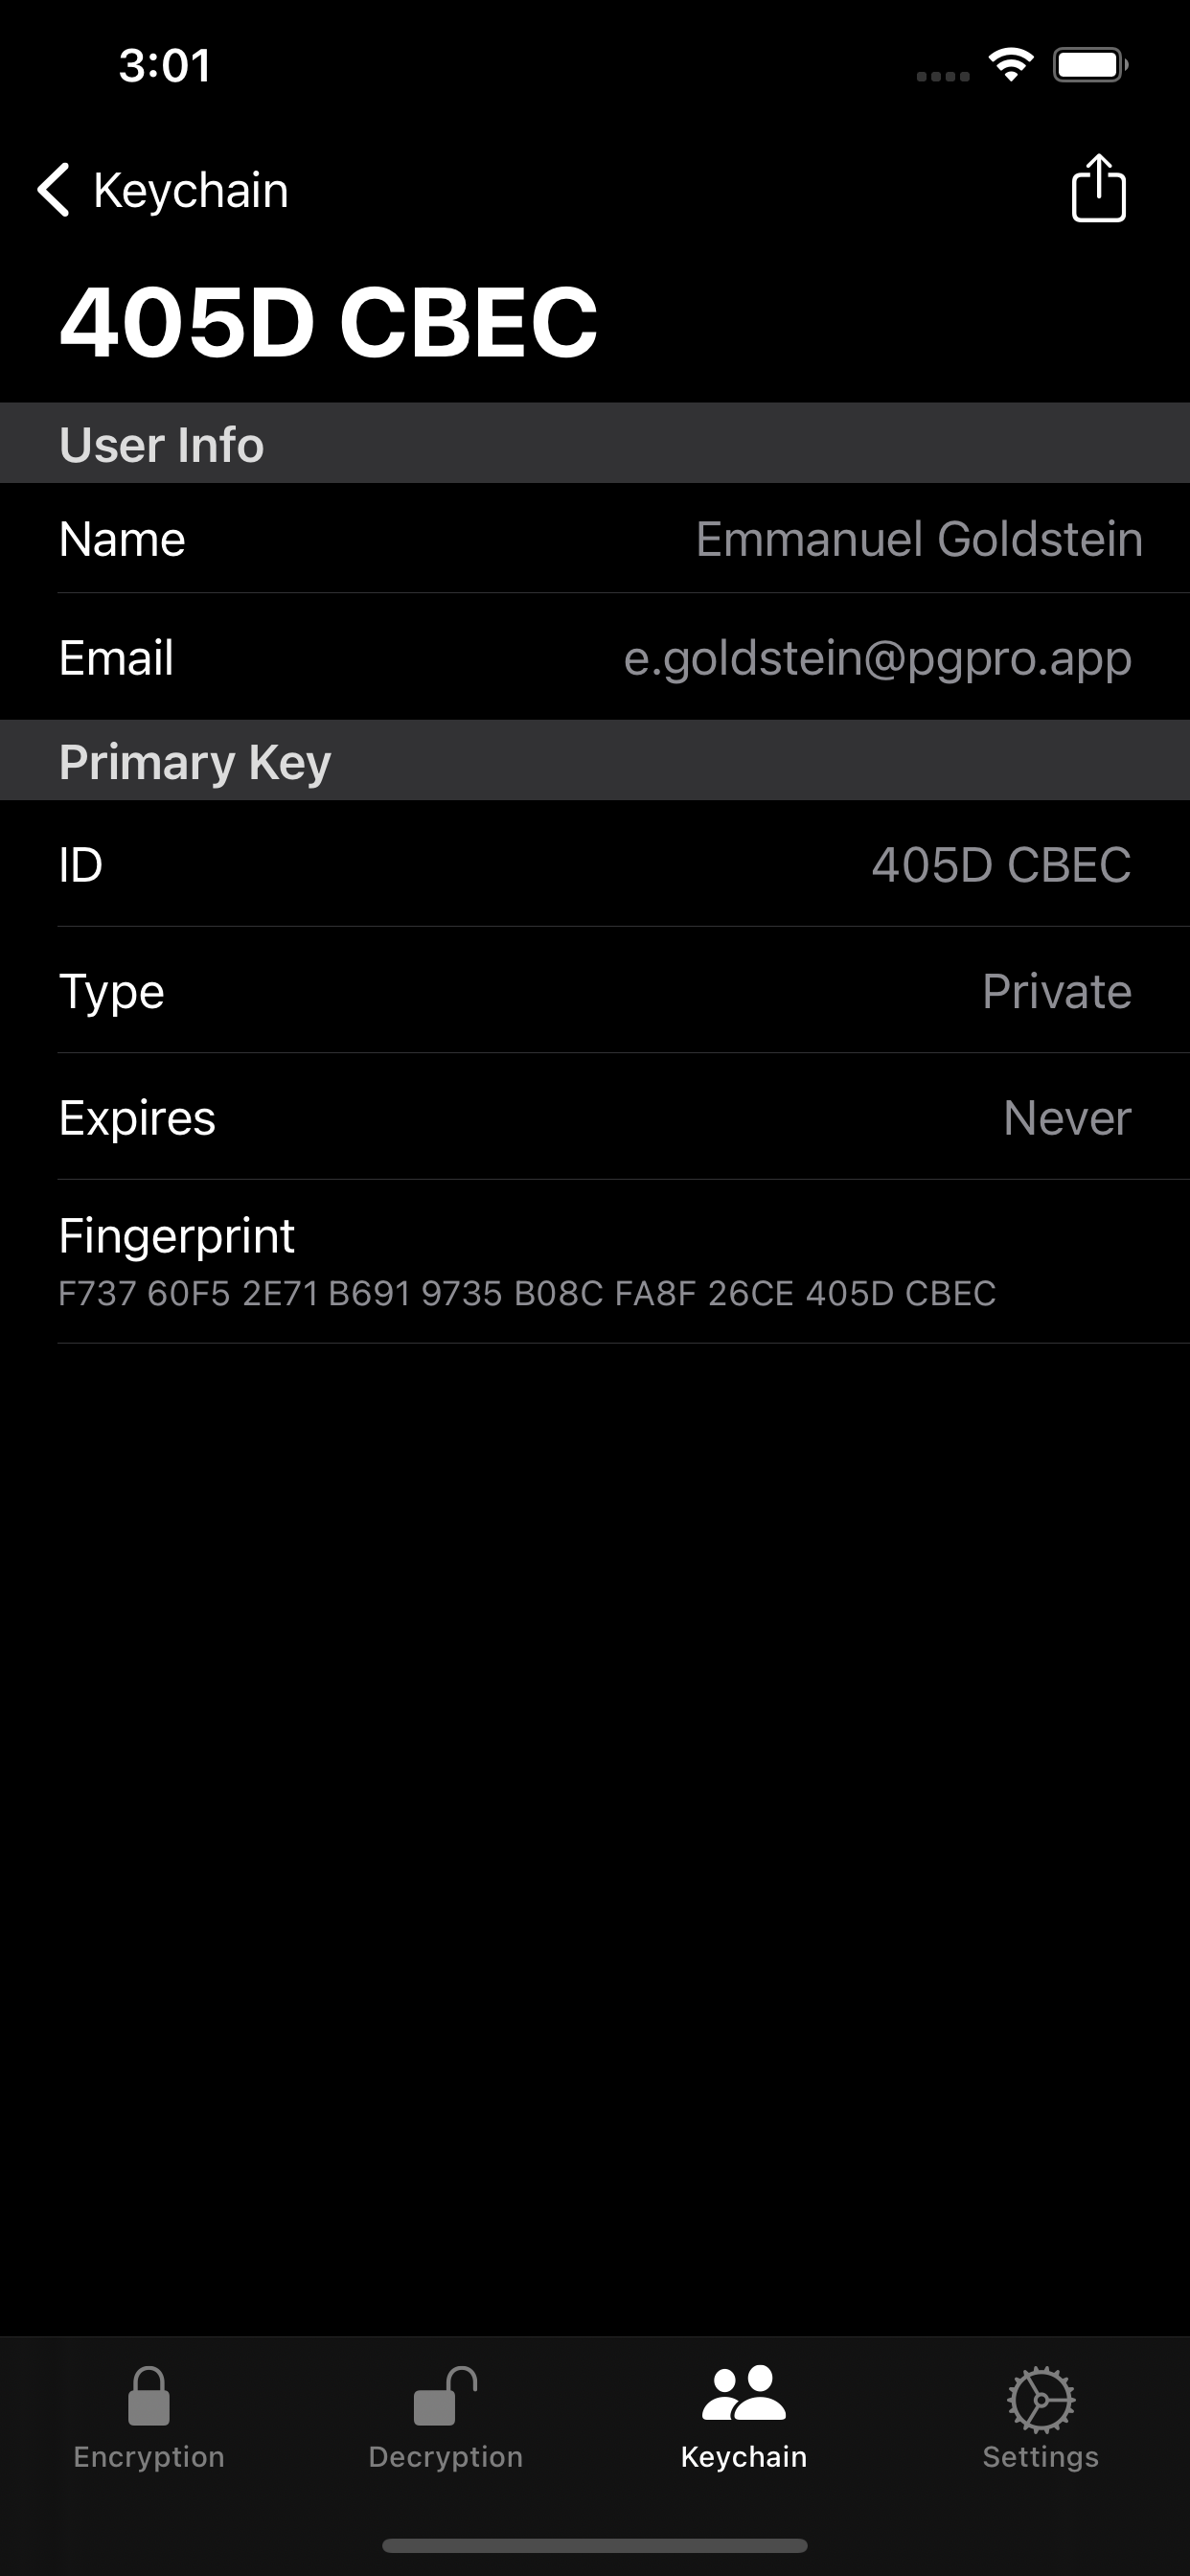 3:01
Keychain
405D CBEC
User Info
Name Emmanuel Goldstein
Email e.goldstein@pgpro.app
Primary Key
ID 405D CBEC
Type Private
Expires Never
Fingerprint
F737 60F5 2E71 B691 9735 B08C FA8F 26CE 405D CBEC
Encryption Decryption Keychain Settings